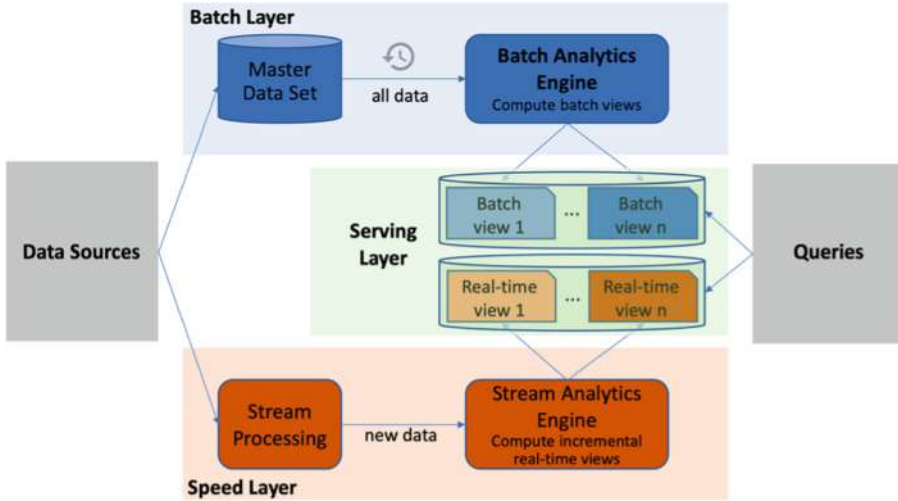 Batch Layer
Master
Data Set
all data
Batch Analytics
Engine
Compute batch views
Data Sources
Serving
Layer
Batch
view 1
...
Batch
view n
Real-time
view 1
...
Real-time
view n
Queries
Stream
Processing
new data
Stream Analytics
Engine
Compute incremental
real-time views
Speed Layer